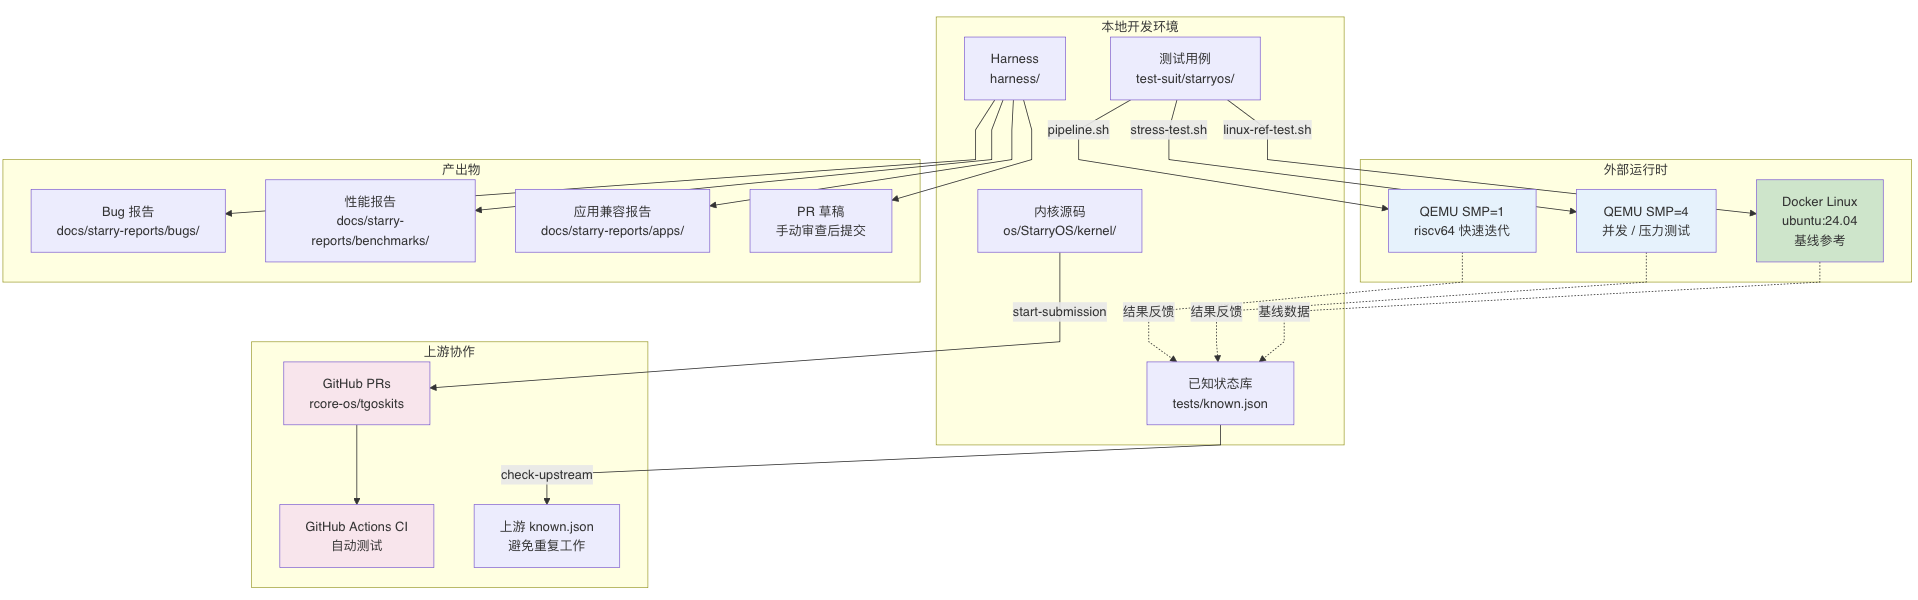 本地开发环境
Harness
harness/
测试用例
test-suit/starryos/
pipeline.sh
stress-test.sh
linux-ref-test.sh
产出物
Bug 报告
docs/starry-reports/bugs/
性能报告
docs/starry-
reports/benchmarks/
应用兼容报告
docs/starry-reports/apps/
PR 草稿
手动审查后提交
内核源码
os/StarryOS/kernel/
外部运行时
QEMU SMP=1
riscv64 快速迭代
QEMU SMP=4
并发 / 压力测试
Docker Linux
ubuntu:24.04
基线参考
start-submission
结果反馈
结果反馈
基线数据
上游协作
GitHub PRs
rcore-os/tgoskits
已知状态库
tests/known.json
check-upstream
GitHub Actions CI
自动测试
上游 known.json
避免重复工作